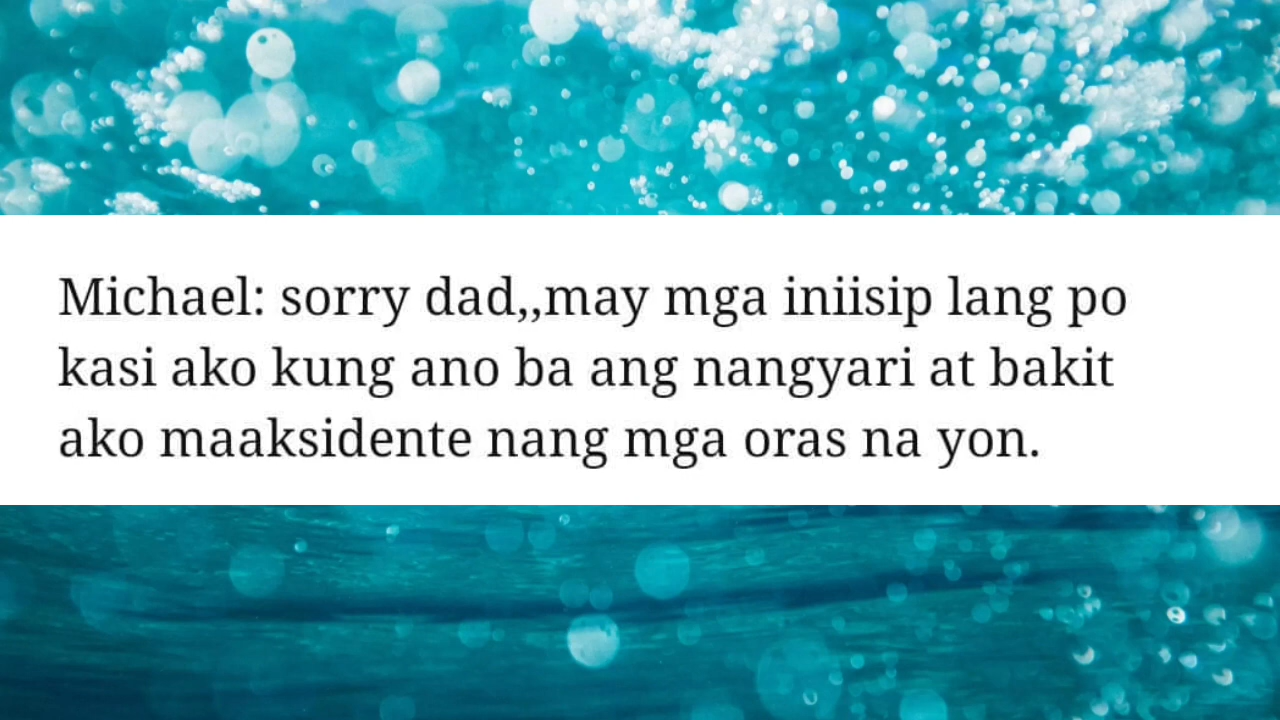 Michael: sorry dad,,may mga iniisip lang po
kasi ako kung ano ba ang nangyari at bakit
ako maaksidente nang mga oras na yon.